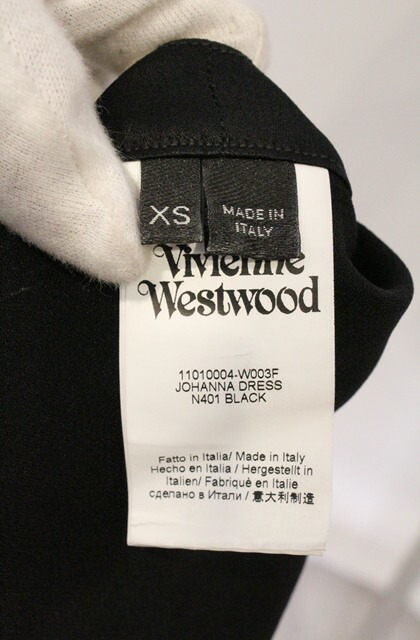 XS
MADE IN
ITALY
Vivienne
Westwood
11010004-W003F
JOHANNA DRESS
N401 BLACK
Fatto in Italia/ Made in Italy
Hecho en Italia / Hergestellt in
Italien/ Fabriqué en Italie
сделано в Итали / 意大利制造